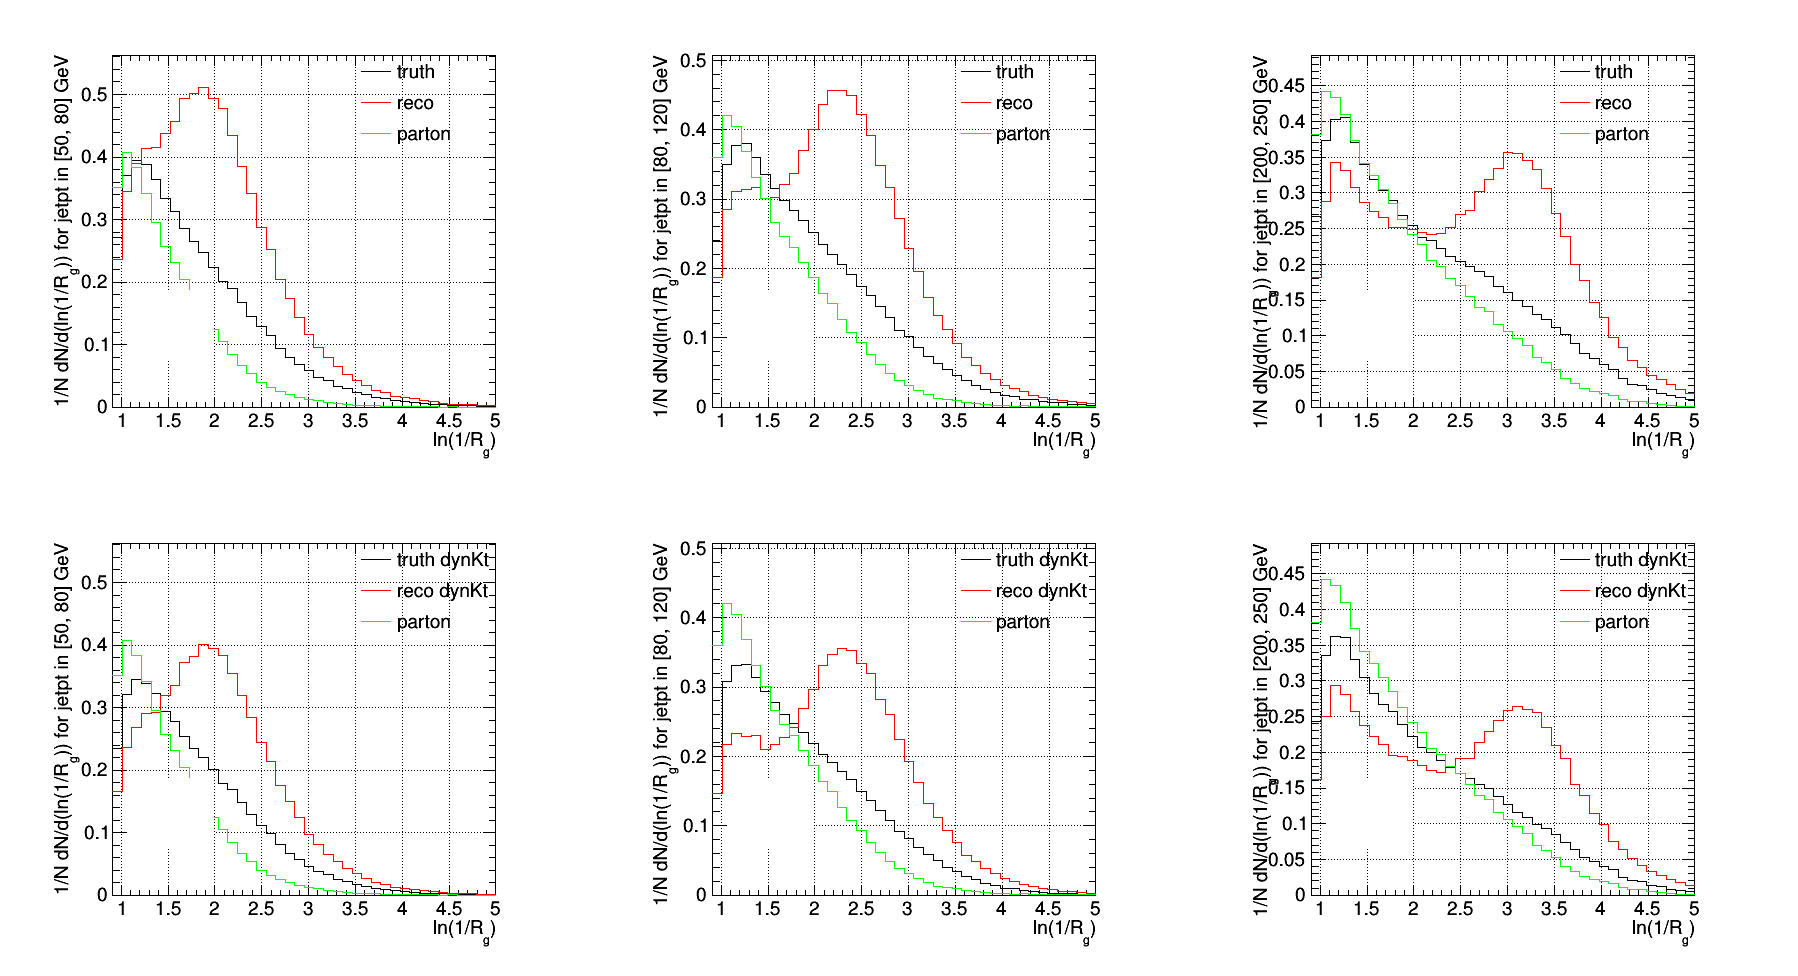 1/N dN/d(ln(1/Rg)) for jetpt in [50, 80] GeV
truth
reco
parton
0.5
0.4
0.3
0.2
0.1
0
1 1.5 2 2.5 3 3.5 4 4.5 5
ln(1/Rg)
1/N dN/d(ln(1/Rg)) for jetpt in [80, 120] GeV
truth
reco
parton
0.5
0.4
0.3
0.2
0.1
0
1 1.5 2 2.5 3 3.5 4 4.5 5
ln(1/Rg)
1/N dN/d(ln(1/Rg)) for jetpt in [200, 250] GeV
truth
reco
parton
0.45
0.4
0.35
0.3
0.25
0.2
0.15
0.1
0.05
0
1 1.5 2 2.5 3 3.5 4 4.5 5
ln(1/Rg)
1/N dN/d(ln(1/Rg)) for jetpt in [50, 80] GeV
truth dynKt
reco dynKt
parton
0.5
0.4
0.3
0.2
0.1
0
1 1.5 2 2.5 3 3.5 4 4.5 5
ln(1/Rg)
1/N dN/d(ln(1/Rg)) for jetpt in [80, 120] GeV
truth dynKt
reco dynKt
parton
0.5
0.4
0.3
0.2
0.1
0
1 1.5 2 2.5 3 3.5 4 4.5 5
ln(1/Rg)
1/N dN/d(ln(1/Rg)) for jetpt in [200, 250] GeV
truth dynKt
reco dynKt
parton
0.45
0.4
0.35
0.3
0.25
0.2
0.15
0.1
0.05
0
1 1.5 2 2.5 3 3.5 4 4.5 5
ln(1/Rg)